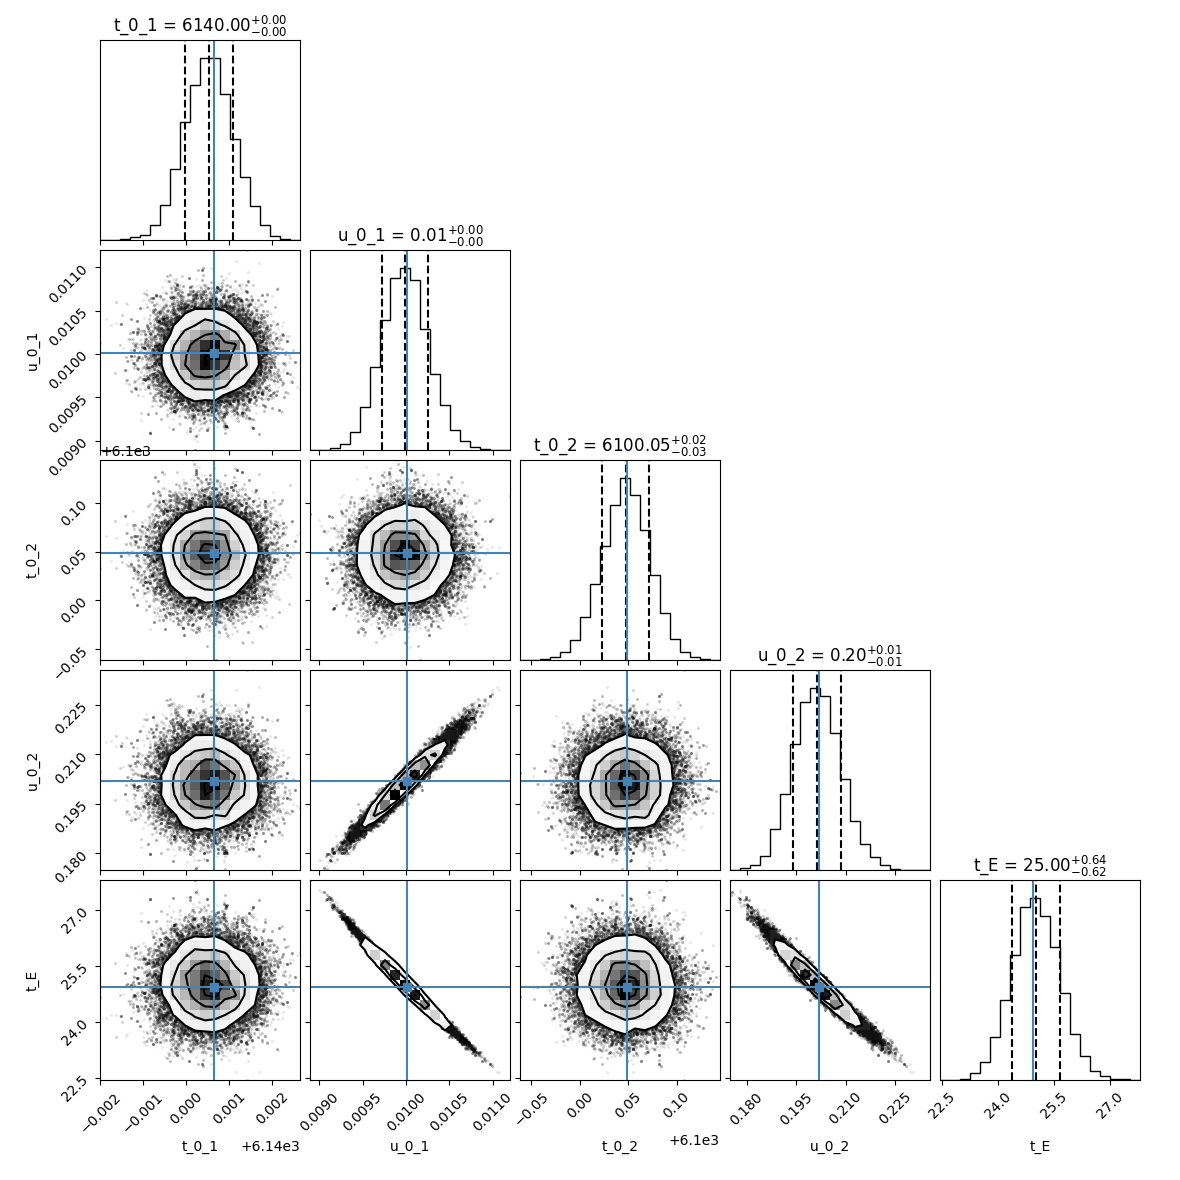 t_0_1 = 6140.00+0.00 −0.00
u_0_1 = 0.01+0.00 −0.00
0.0110
0.0105
0.0100
0.0095
0.0090
u_0_1
t_0_2 = 6100.05+0.02 −0.03
+6.1e3
0.10
0.05
0.00
−0.05
t_0_2
u_0_2 = 0.20+0.01 −0.01
0.225
0.210
0.195
0.180
u_0_2
t_E = 25.00+0.64 −0.62
27.0
25.5
24.0
22.5
t_E
−0.002 −0.001 0.000 0.001 0.002
0.0090 0.0095 0.0100 0.0105 0.0110
−0.05 0.00 0.05 0.10
0.180 0.195 0.210 0.225
22.5 24.0 25.5 27.0
t_0_1 +6.14e3
u_0_1
t_0_2 +6.1e3
u_0_2
t_E